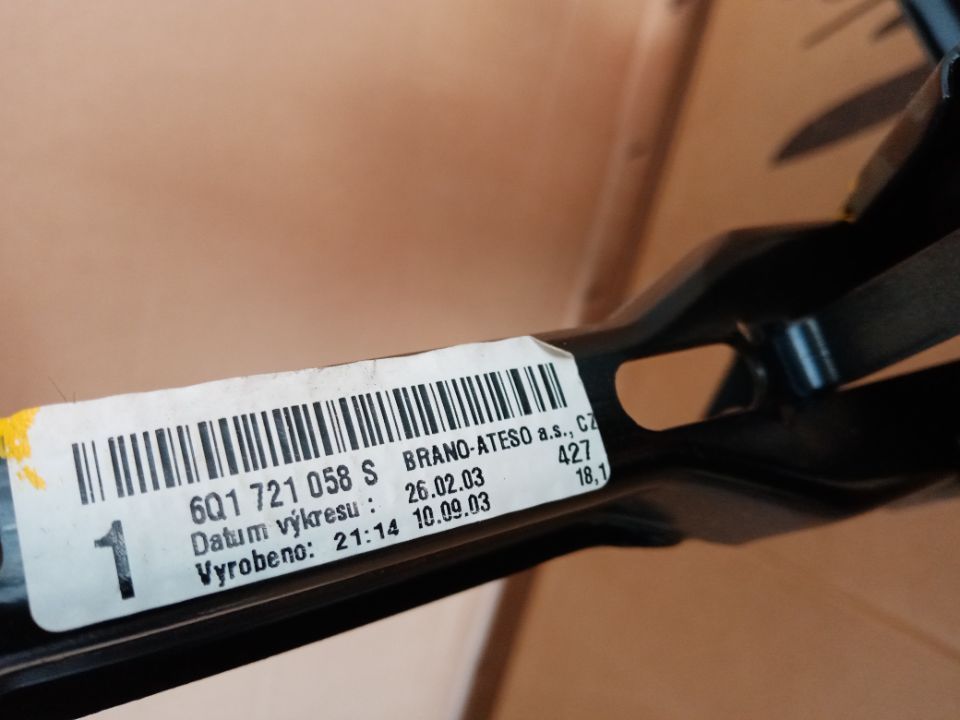 6Q1 721 058 S BRANO-ATESO a.s., CZ
Datum výkresu : 26.02.03 427
Vyrobeno: 21:14 10.09.03 18,1
1